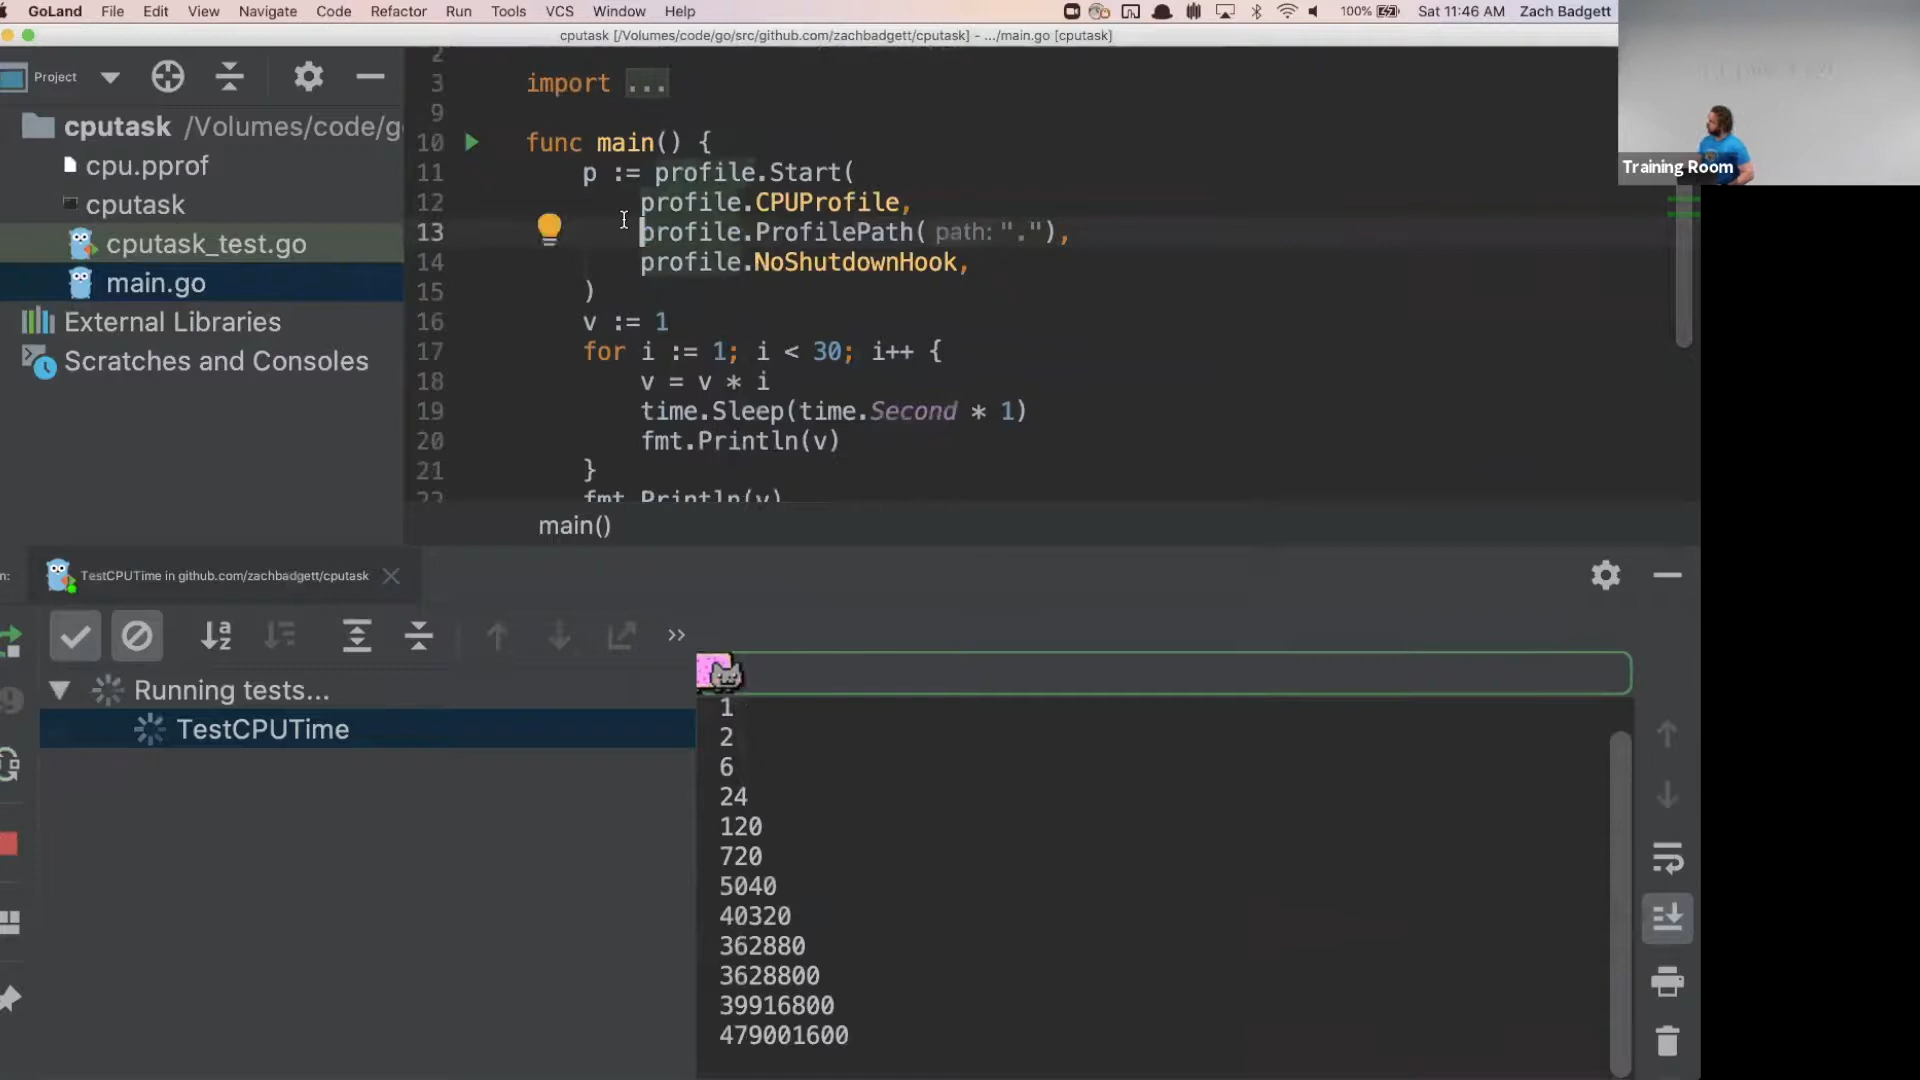 GoLand File Edit View Navigate Code Refactor Run Tools VCS Window Help 100% Sat 11:46 AM Zach Badgett
cputask [/Volumes/code/go/src/github.com/zachbadgett/cputask] - .../main.go [cputask]
Project
cputask /Volumes/code/g
cpu.pprof
cputask
cputask_test.go
main.go
External Libraries
Scratches and Consoles
2
3 import ...
9
10 func main() {
11 p := profile.Start(
12 profile.CPUProfile,
13 profile.ProfilePath( path: "."),
14 profile.NoShutdownHook,
15 )
16 v := 1
17 for i := 1; i < 30; i++ {
18 v = v * i
19 time.Sleep(time.Second * 1)
20 fmt.Println(v)
21 }
22 fmt.Println(v)
main()
Training Room
n: TestCPUTime in github.com/zachbadgett/cputask
Running tests...
TestCPUTime
1
2
6
24
120
720
5040
40320
362880
3628800
39916800
479001600